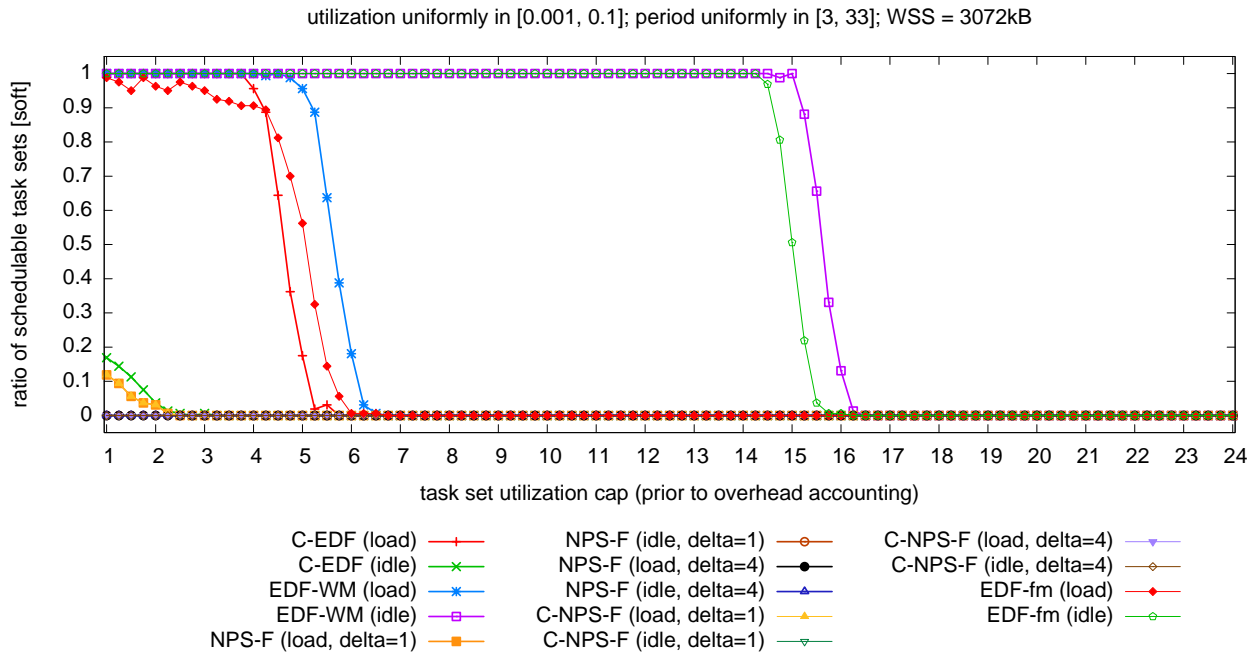 utilization uniformly in [0.001, 0.1]; period uniformly in [3, 33]; WSS = 3072kB
ratio of schedulable task sets [soft]
1
0.9
0.8
0.7
0.6
0.5
0.4
0.3
0.2
0.1
0
1 2 3 4 5 6 7 8 9 10 11 12 13 14 15 16 17 18 19 20 21 22 23 24
task set utilization cap (prior to overhead accounting)
C-EDF (load)
C-EDF (idle)
EDF-WM (load)
EDF-WM (idle)
NPS-F (load, delta=1)
NPS-F (idle, delta=1)
NPS-F (load, delta=4)
NPS-F (idle, delta=4)
C-NPS-F (load, delta=1)
C-NPS-F (idle, delta=1)
C-NPS-F (load, delta=4)
C-NPS-F (idle, delta=4)
EDF-fm (load)
EDF-fm (idle)